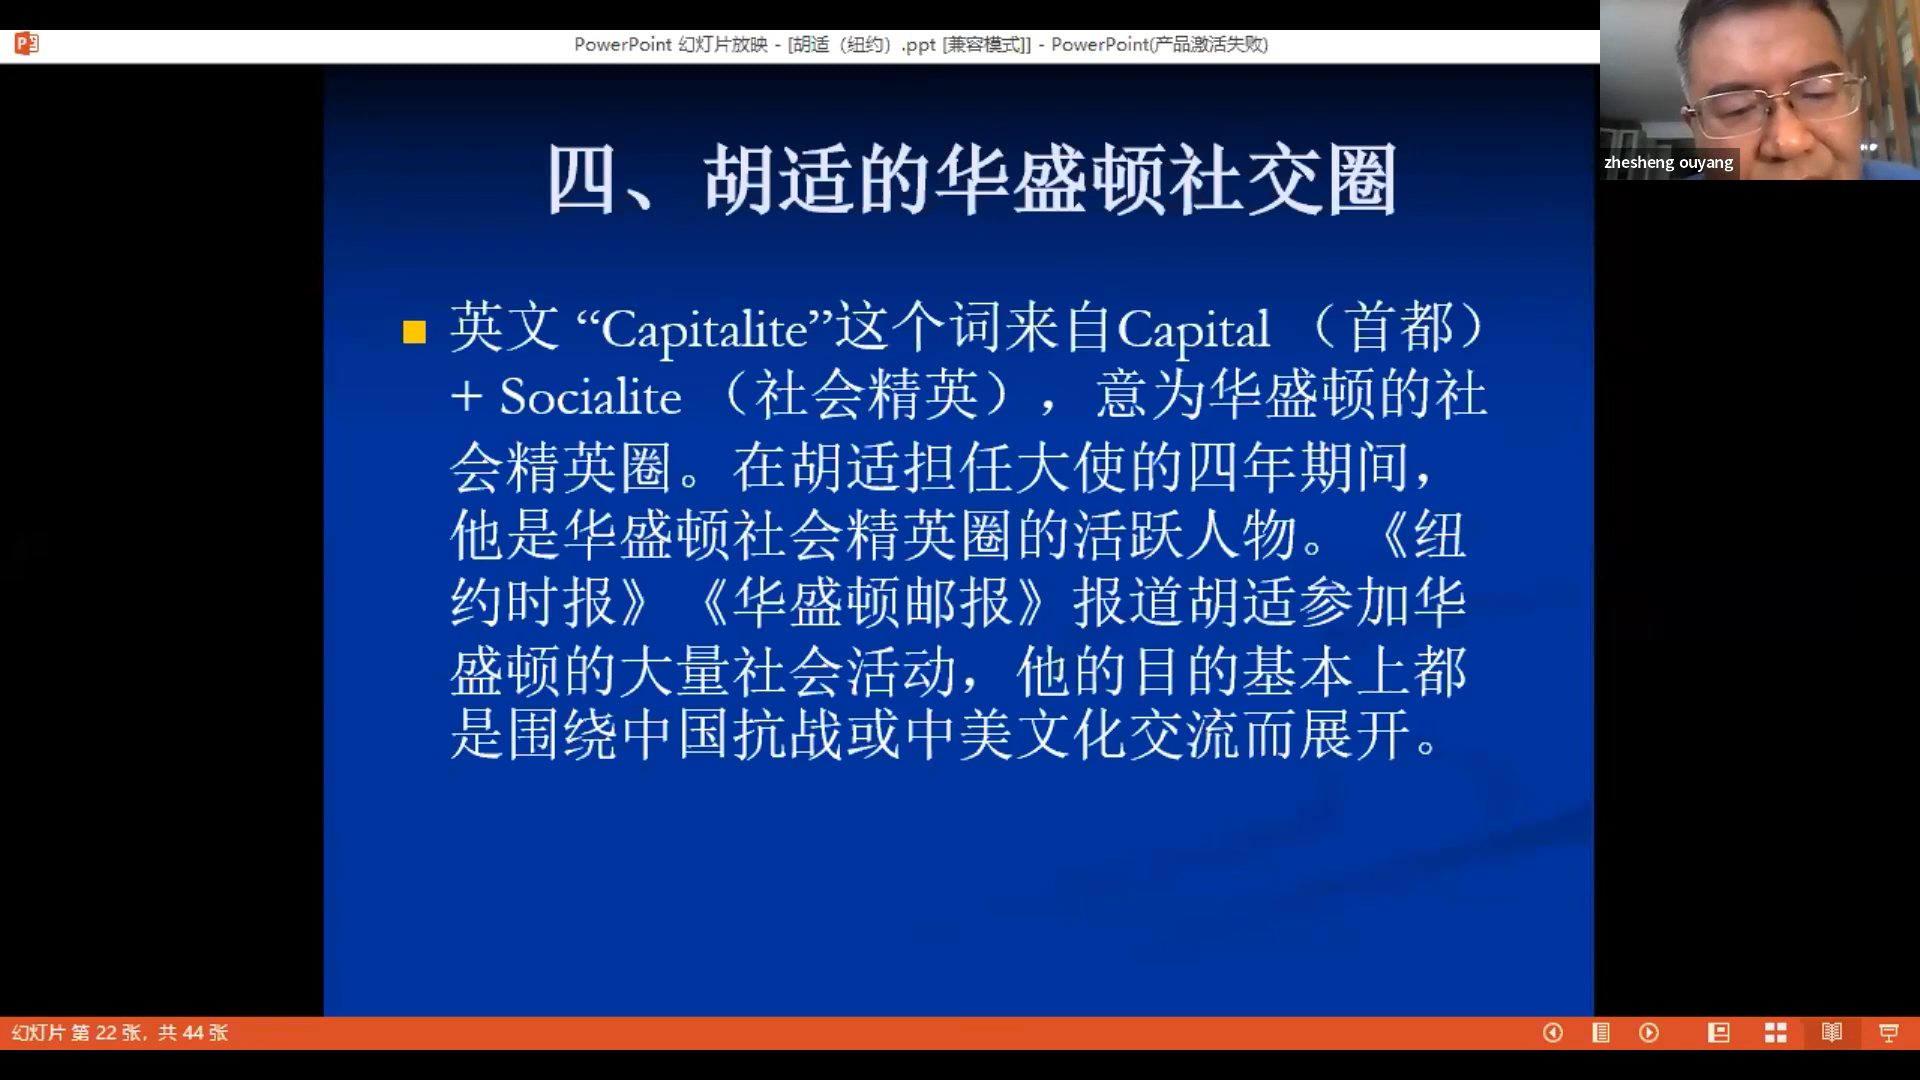 PowerPoint 幻灯片放映 - [胡适（纽约）.ppt [兼容模式]] - PowerPoint(产品激活失败)
zhesheng ouyang
四、胡适的华盛顿社交圈
英文 “Capitalite”这个词来自Capital （首都）
+ Socialite （社会精英），意为华盛顿的社
会精英圈。在胡适担任大使的四年期间，
他是华盛顿社会精英圈的活跃人物。《纽
约时报》《华盛顿邮报》报道胡适参加华
盛顿的大量社会活动，他的目的基本上都
是围绕中国抗战或中美文化交流而展开。
幻灯片 第 22 张，共 44 张